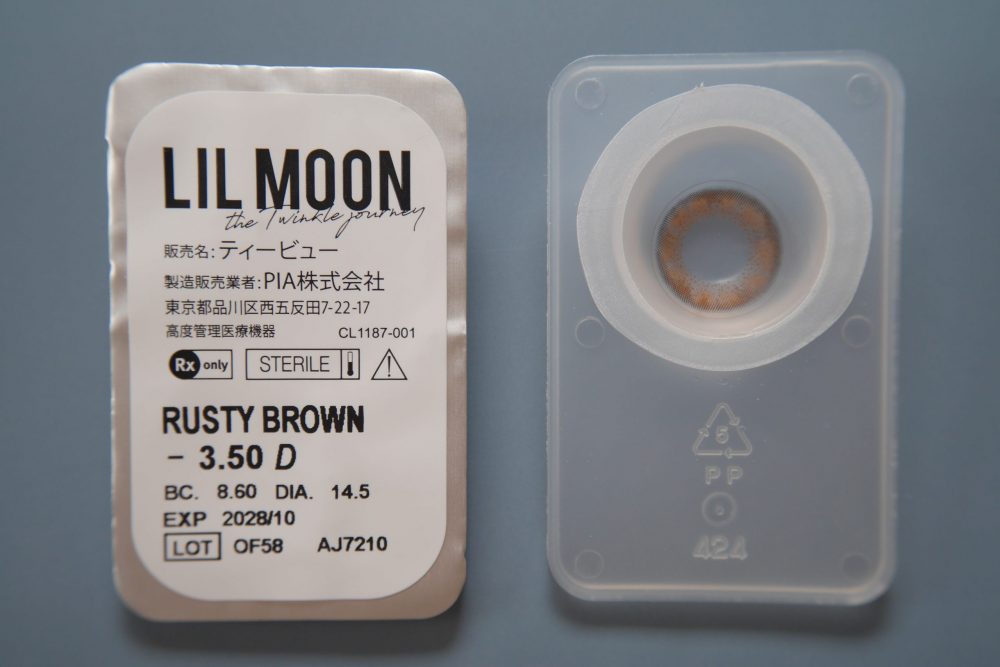 LIL MOON
the Twinkle journey
販売名: ティービュー
製造販売業者: PIA株式会社
東京都品川区西五反田7-22-17
高度管理医療機器 CL1187-001
Rx only STERILE
RUSTY BROWN
- 3.50 D
BC. 8.60 DIA. 14.5
EXP 2028/10
LOT OF58 AJ7210
5
PP
424